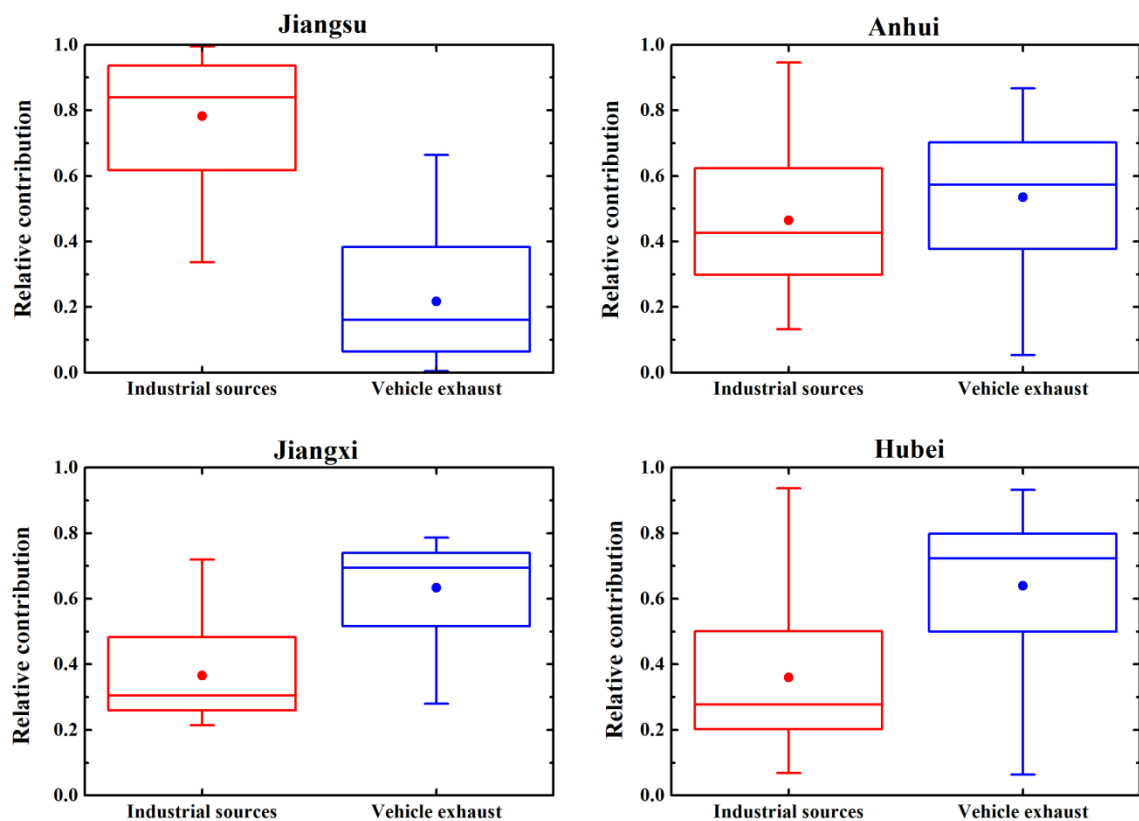 Jiangsu
Relative contribution
1.0
0.8
0.6
0.4
0.2
0.0
Industrial sources
Vehicle exhaust
Anhui
Relative contribution
1.0
0.8
0.6
0.4
0.2
0.0
Industrial sources
Vehicle exhaust
Jiangxi
Relative contribution
1.0
0.8
0.6
0.4
0.2
0.0
Industrial sources
Vehicle exhaust
Hubei
Relative contribution
1.0
0.8
0.6
0.4
0.2
0.0
Industrial sources
Vehicle exhaust